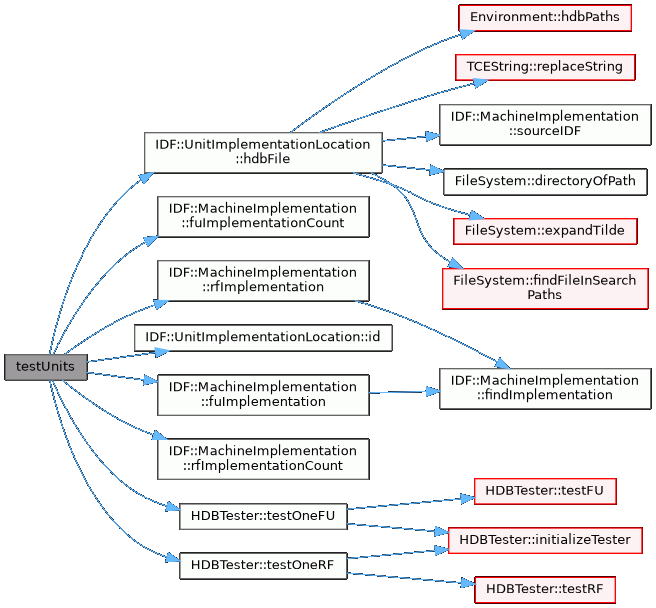 Environment::hdbPaths
TCEString::replaceString
IDF::MachineImplementation
::sourceIDF
IDF::UnitImplementationLocation
::hdbFile
FileSystem::directoryOfPath
IDF::MachineImplementation
::fuImplementationCount
FileSystem::expandTilde
IDF::MachineImplementation
::rfImplementation
FileSystem::findFileInSearch
Paths
IDF::UnitImplementationLocation::id
testUnits
IDF::MachineImplementation
::fuImplementation
IDF::MachineImplementation
::findImplementation
IDF::MachineImplementation
::rfImplementationCount
HDBTester::testFU
HDBTester::testOneFU
HDBTester::initializeTester
HDBTester::testOneRF
HDBTester::testRF